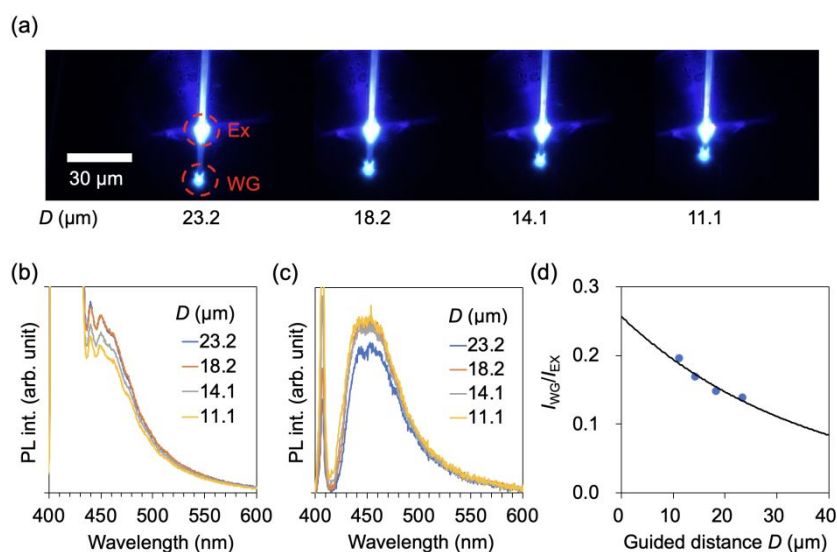 (a)
Ex
30 μm
WG
D (μm)
23.2
18.2
14.1
11.1
(b)
PL int. (arb. unit)
D (μm)
23.2
18.2
14.1
11.1
400 450 500 550 600
Wavelength (nm)
(c)
PL int. (arb. unit)
D (μm)
23.2
18.2
14.1
11.1
400 450 500 550 600
Wavelength (nm)
(d)
I_WG/I_EX
0.3
0.2
0.1
0.0
0 10 20 30 40
Guided distance D (μm)